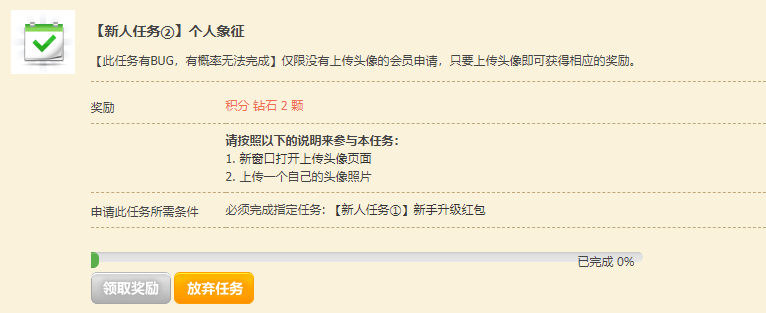 【新人任务②】个人象征
【此任务有BUG，有概率无法完成】仅限没有上传头像的会员申请，只要上传头像即可获得相应的奖励。
奖励 积分 钻石 2 颗
请按照以下的说明来参与本任务：
1. 新窗口打开上传头像页面
2. 上传一个自己的头像照片
申请此任务所需条件 必须完成指定任务: 【新人任务①】新手升级红包
已完成 0%
领取奖励 放弃任务